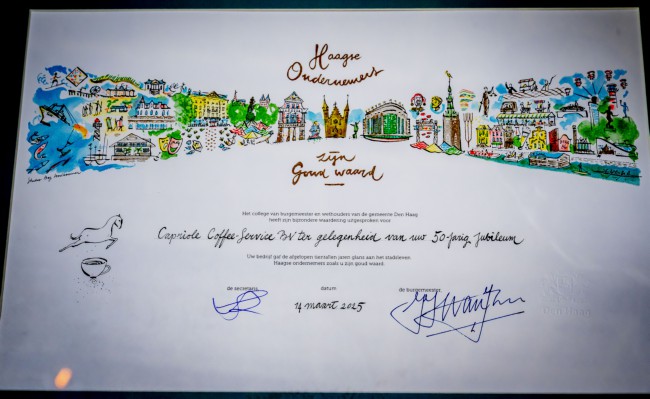 Haagse
Ondernemers
zijn
Goud waard
Het college van burgemeester en wethouders van de gemeente Den Haag
heeft zijn bijzondere waardering uitgesproken voor
Capriole Coffee-Service BV ter gelegenheid van uw 50-jarig jubileum
Uw bedrijf gaf de afgelopen tientallen jaren glans aan het stadsleven.
Haagse ondernemers zoals u zijn goud waard.
de secretaris
datum
de burgemeester
14 maart 2025
Den Haag